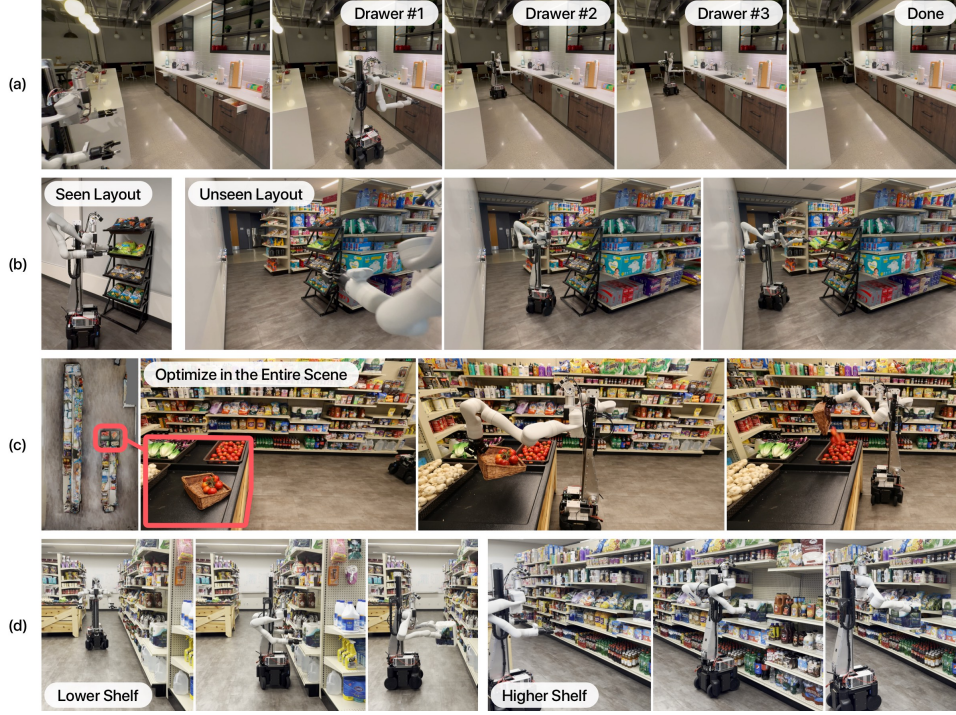 (a)
Drawer #1
Drawer #2
Drawer #3
Done
(b)
Seen Layout
Unseen Layout
(c)
Optimize in the Entire Scene
(d)
Lower Shelf
Higher Shelf